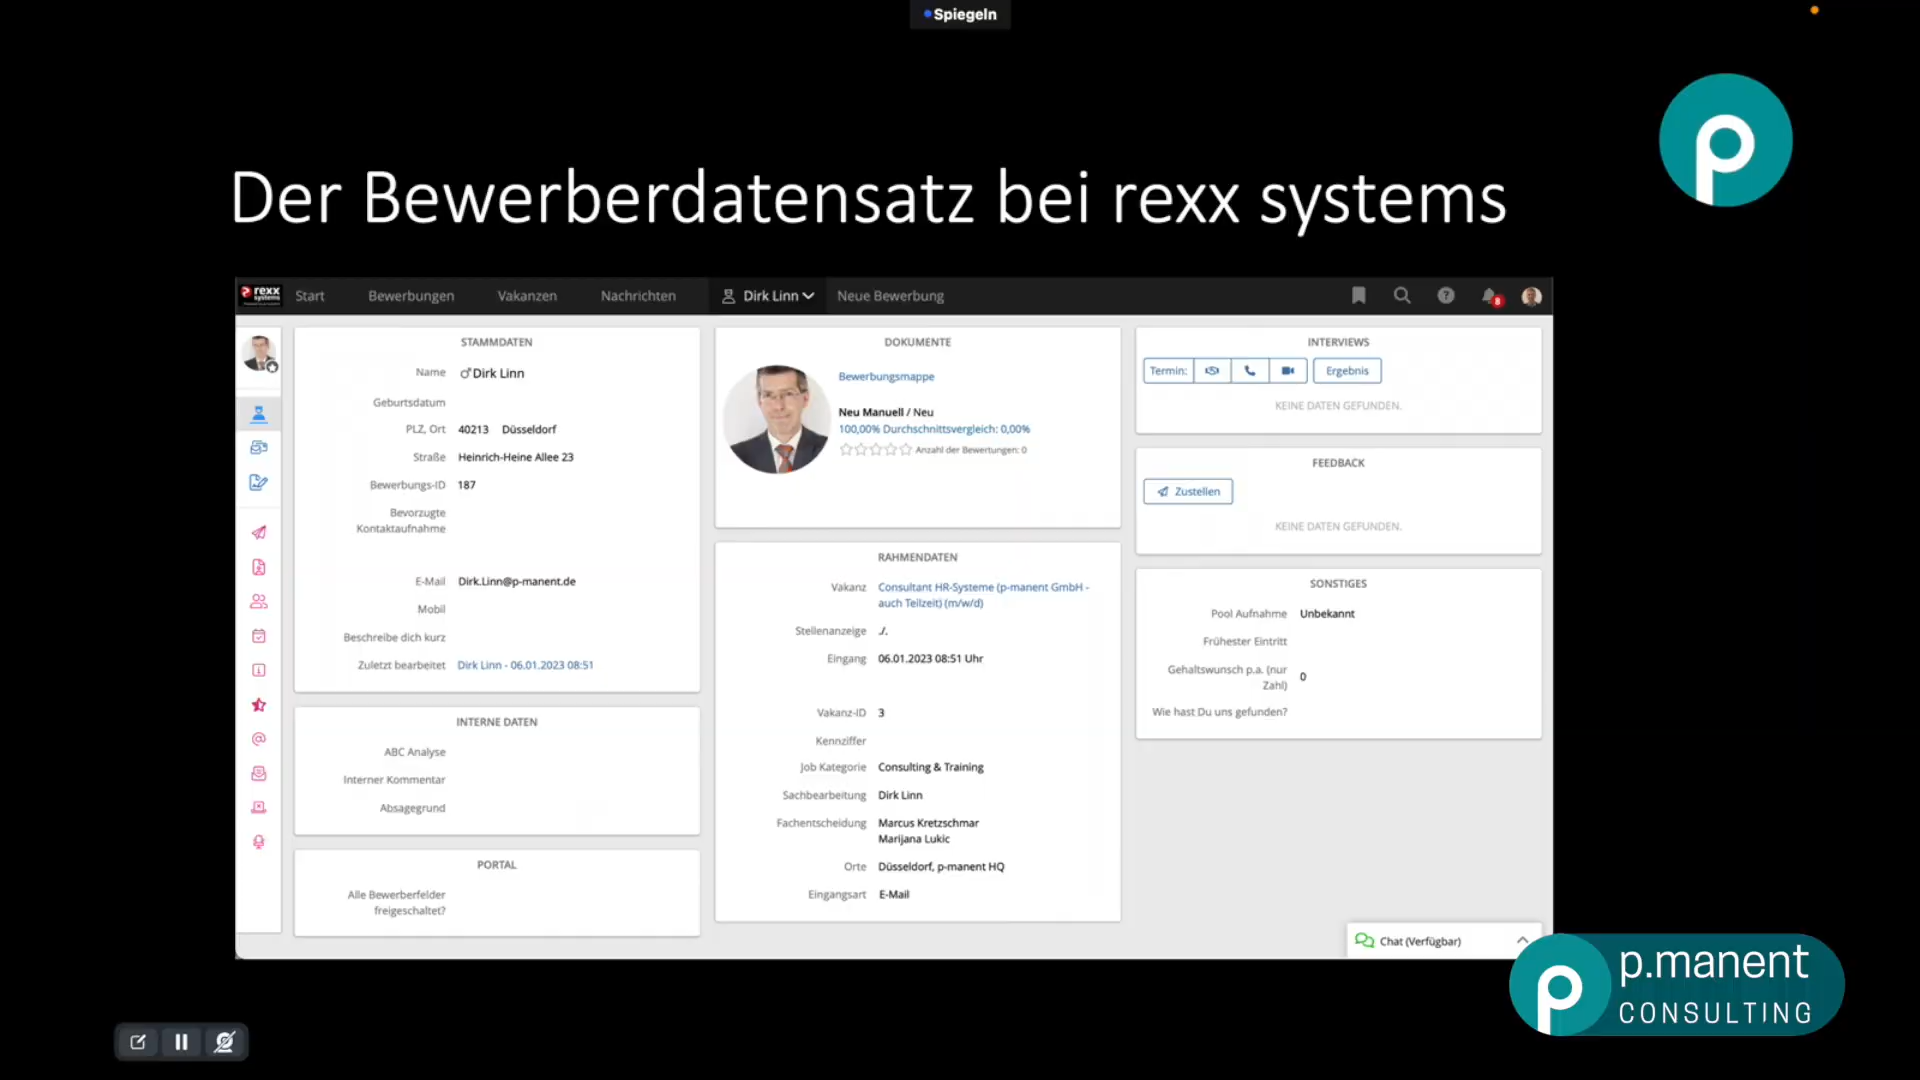 Spiegeln
p
Der Bewerberdatensatz bei rexx systems
rexx systems
Start
Bewerbungen
Vakanzen
Nachrichten
Dirk Linn
Neue Bewerbung
8
STAMMDATEN
Name ♂ Dirk Linn
Geburtsdatum
PLZ, Ort 40213 Düsseldorf
Straße Heinrich-Heine Allee 23
Bewerbungs-ID 187
Bevorzugte
Kontaktaufnahme
E-Mail Dirk.Linn@p-manent.de
Mobil
Beschreibe dich kurz
Zuletzt bearbeitet Dirk Linn - 06.01.2023 08:51
INTERNE DATEN
ABC Analyse
Interner Kommentar
Absagegrund
PORTAL
Alle Bewerberfelder
freigeschaltet?
DOKUMENTE
Bewerbungsmappe
Neu Manuell / Neu
100,00% Durchschnittsvergleich: 0,00%
Anzahl der Bewertungen: 0
RAHMENDATEN
Vakanz Consultant HR-Systeme (p-manent GmbH -
auch Teilzeit) (m/w/d)
Stellenanzeige ./.
Eingang 06.01.2023 08:51 Uhr
Vakanz-ID 3
Kennziffer
Job Kategorie Consulting & Training
Sachbearbeitung Dirk Linn
Fachentscheidung Marcus Kretzschmar
Marijana Lukic
Orte Düsseldorf, p-manent HQ
Eingangsart E-Mail
INTERVIEWS
Termin:
Ergebnis
KEINE DATEN GEFUNDEN.
FEEDBACK
Zustellen
KEINE DATEN GEFUNDEN.
SONSTIGES
Pool Aufnahme Unbekannt
Frühester Eintritt
Gehaltswunsch p.a. (nur
Zahl) 0
Wie hast Du uns gefunden?
Chat (Verfügbar)
p
p.manent
CONSULTING